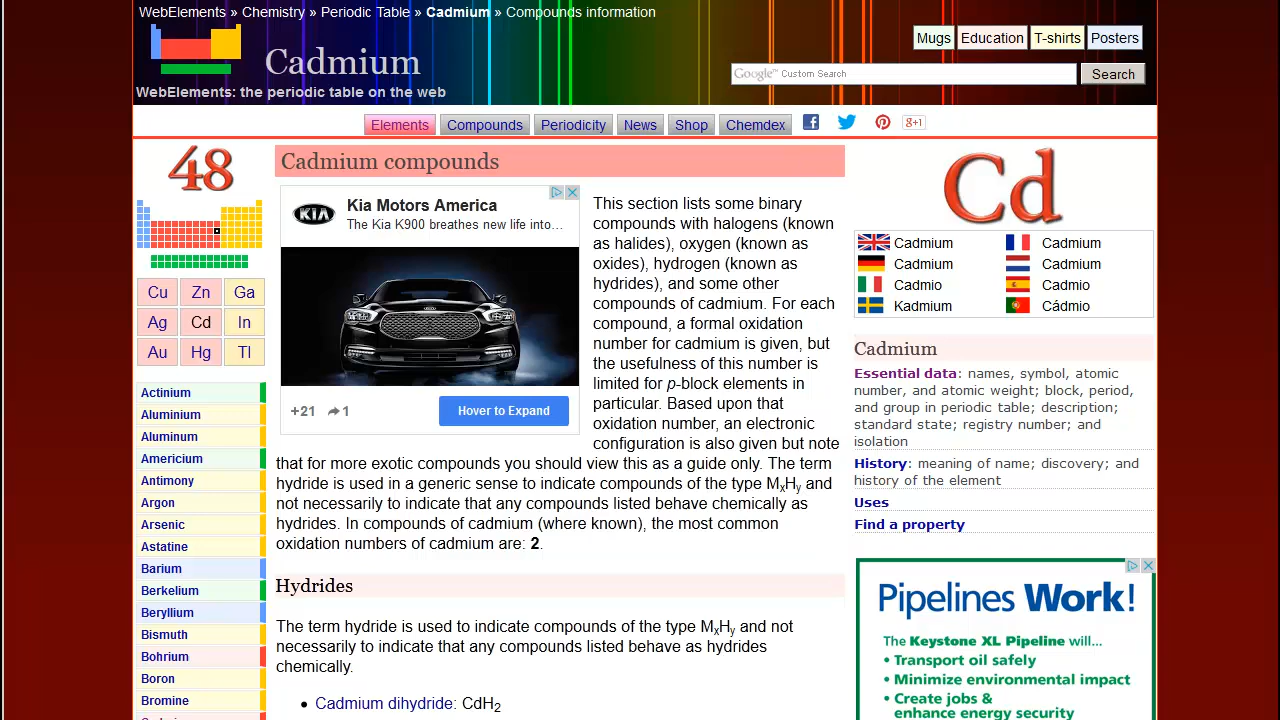 WebElements » Chemistry » Periodic Table » Cadmium » Compounds information
Cadmium
WebElements: the periodic table on the web
Mugs Education T-shirts Posters
Google™ Custom Search Search
Elements Compounds Periodicity News Shop Chemdex g+1
48
Cu Zn Ga
Ag Cd In
Au Hg Tl
Actinium
Aluminium
Aluminum
Americium
Antimony
Argon
Arsenic
Astatine
Barium
Berkelium
Beryllium
Bismuth
Bohrium
Boron
Bromine
Cadmium compounds
KIA
Kia Motors America
The Kia K900 breathes new life into…
+21 1
Hover to Expand
This section lists some binary
compounds with halogens (known
as halides), oxygen (known as
oxides), hydrogen (known as
hydrides), and some other
compounds of cadmium. For each
compound, a formal oxidation
number for cadmium is given, but
the usefulness of this number is
limited for p-block elements in
particular. Based upon that
oxidation number, an electronic
configuration is also given but note
that for more exotic compounds you should view this as a guide only. The term
hydride is used in a generic sense to indicate compounds of the type MxHy and
not necessarily to indicate that any compounds listed behave chemically as
hydrides. In compounds of cadmium (where known), the most common
oxidation numbers of cadmium are: 2.
Hydrides
The term hydride is used to indicate compounds of the type MxHy and not
necessarily to indicate that any compounds listed behave as hydrides
chemically.
• Cadmium dihydride: CdH2
Cd
Cadmium Cadmium
Cadmium Cadmium
Cadmio Cadmio
Kadmium Cádmio
Cadmium
Essential data: names, symbol, atomic
number, and atomic weight; block, period,
and group in periodic table; description;
standard state; registry number; and
isolation
History: meaning of name; discovery; and
history of the element
Uses
Find a property
Pipelines Work!
The Keystone XL Pipeline will...
• Transport oil safely
• Minimize environmental impact
• Create jobs &
enhance energy security